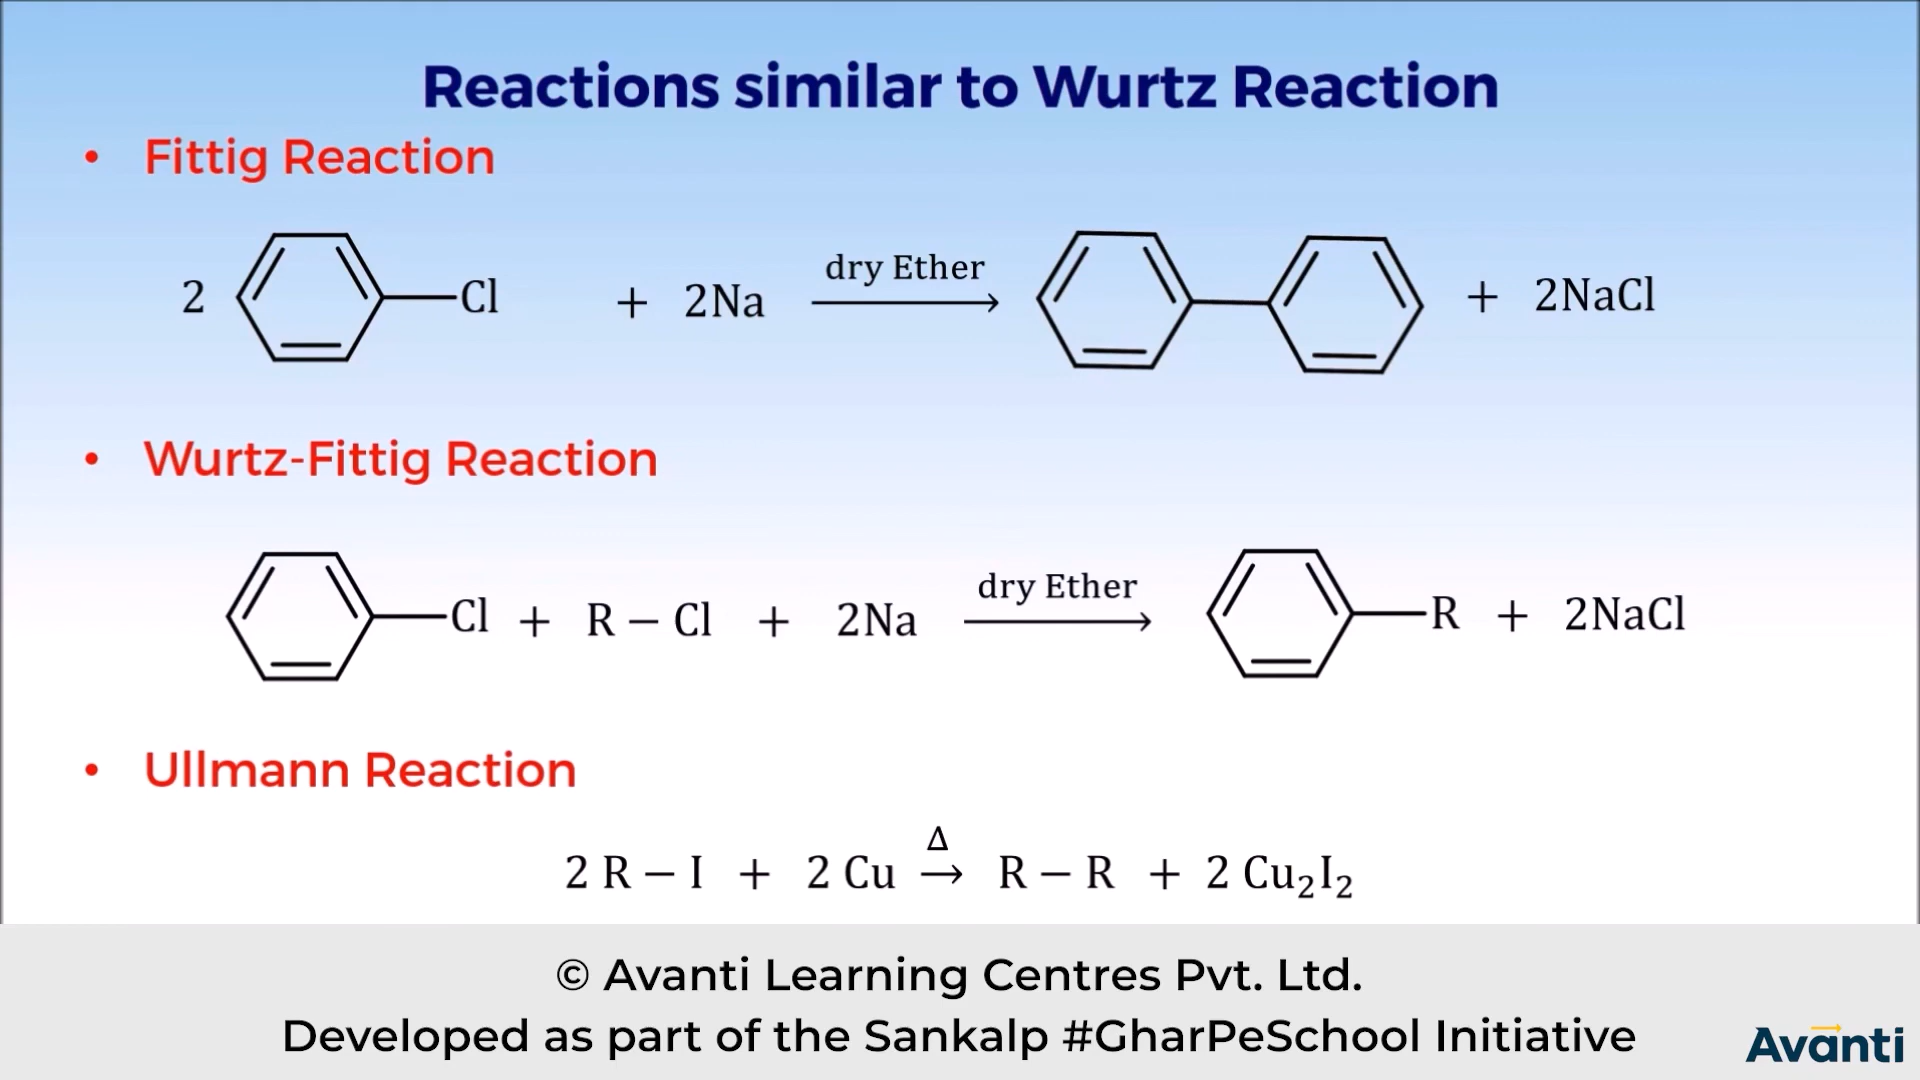 Reactions similar to Wurtz Reaction
• Fittig Reaction
2 Cl + 2Na dry Ether → + 2NaCl
• Wurtz-Fittig Reaction
Cl + R – Cl + 2Na dry Ether → R + 2NaCl
• Ullmann Reaction
2 R – I + 2 Cu Δ → R – R + 2 Cu₂I₂
© Avanti Learning Centres Pvt. Ltd.
Developed as part of the Sankalp #GharPeSchool Initiative
Avanti